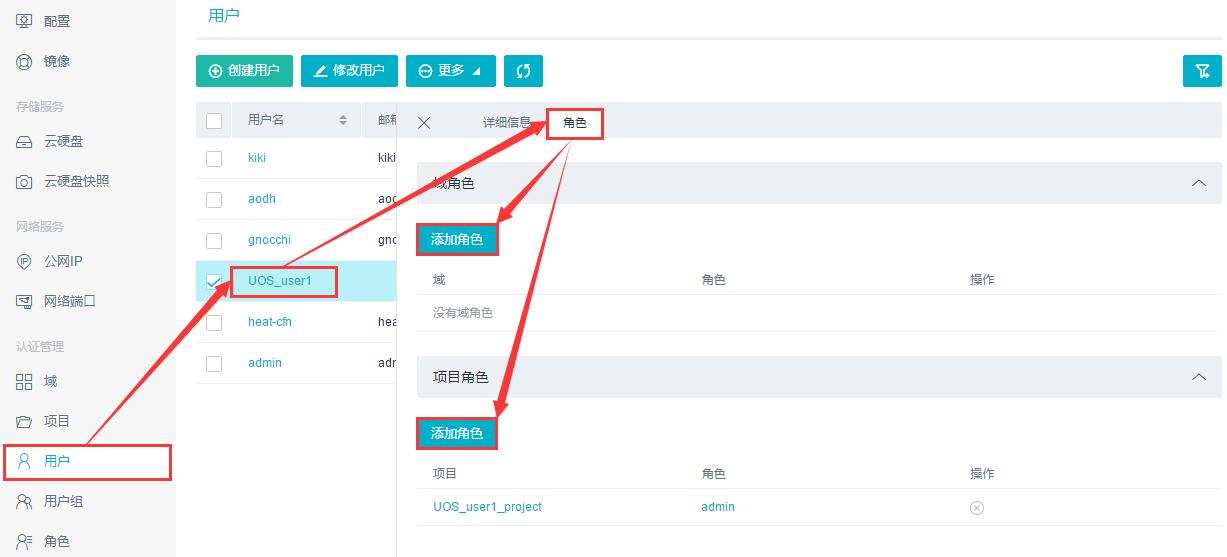 配置
镜像
存储服务
云硬盘
云硬盘快照
网络服务
公网IP
网络端口
认证管理
域
项目
用户
用户组
角色
用户
创建用户 修改用户 更多
用户名 邮箱
kiki kiki
aodh aod
gnocchi gno
UOS_user1
heat-cfn hea
admin adn
详细信息 角色
域角色
添加角色
域 角色 操作
没有域角色
项目角色
添加角色
项目 角色 操作
UOS_user1_project admin